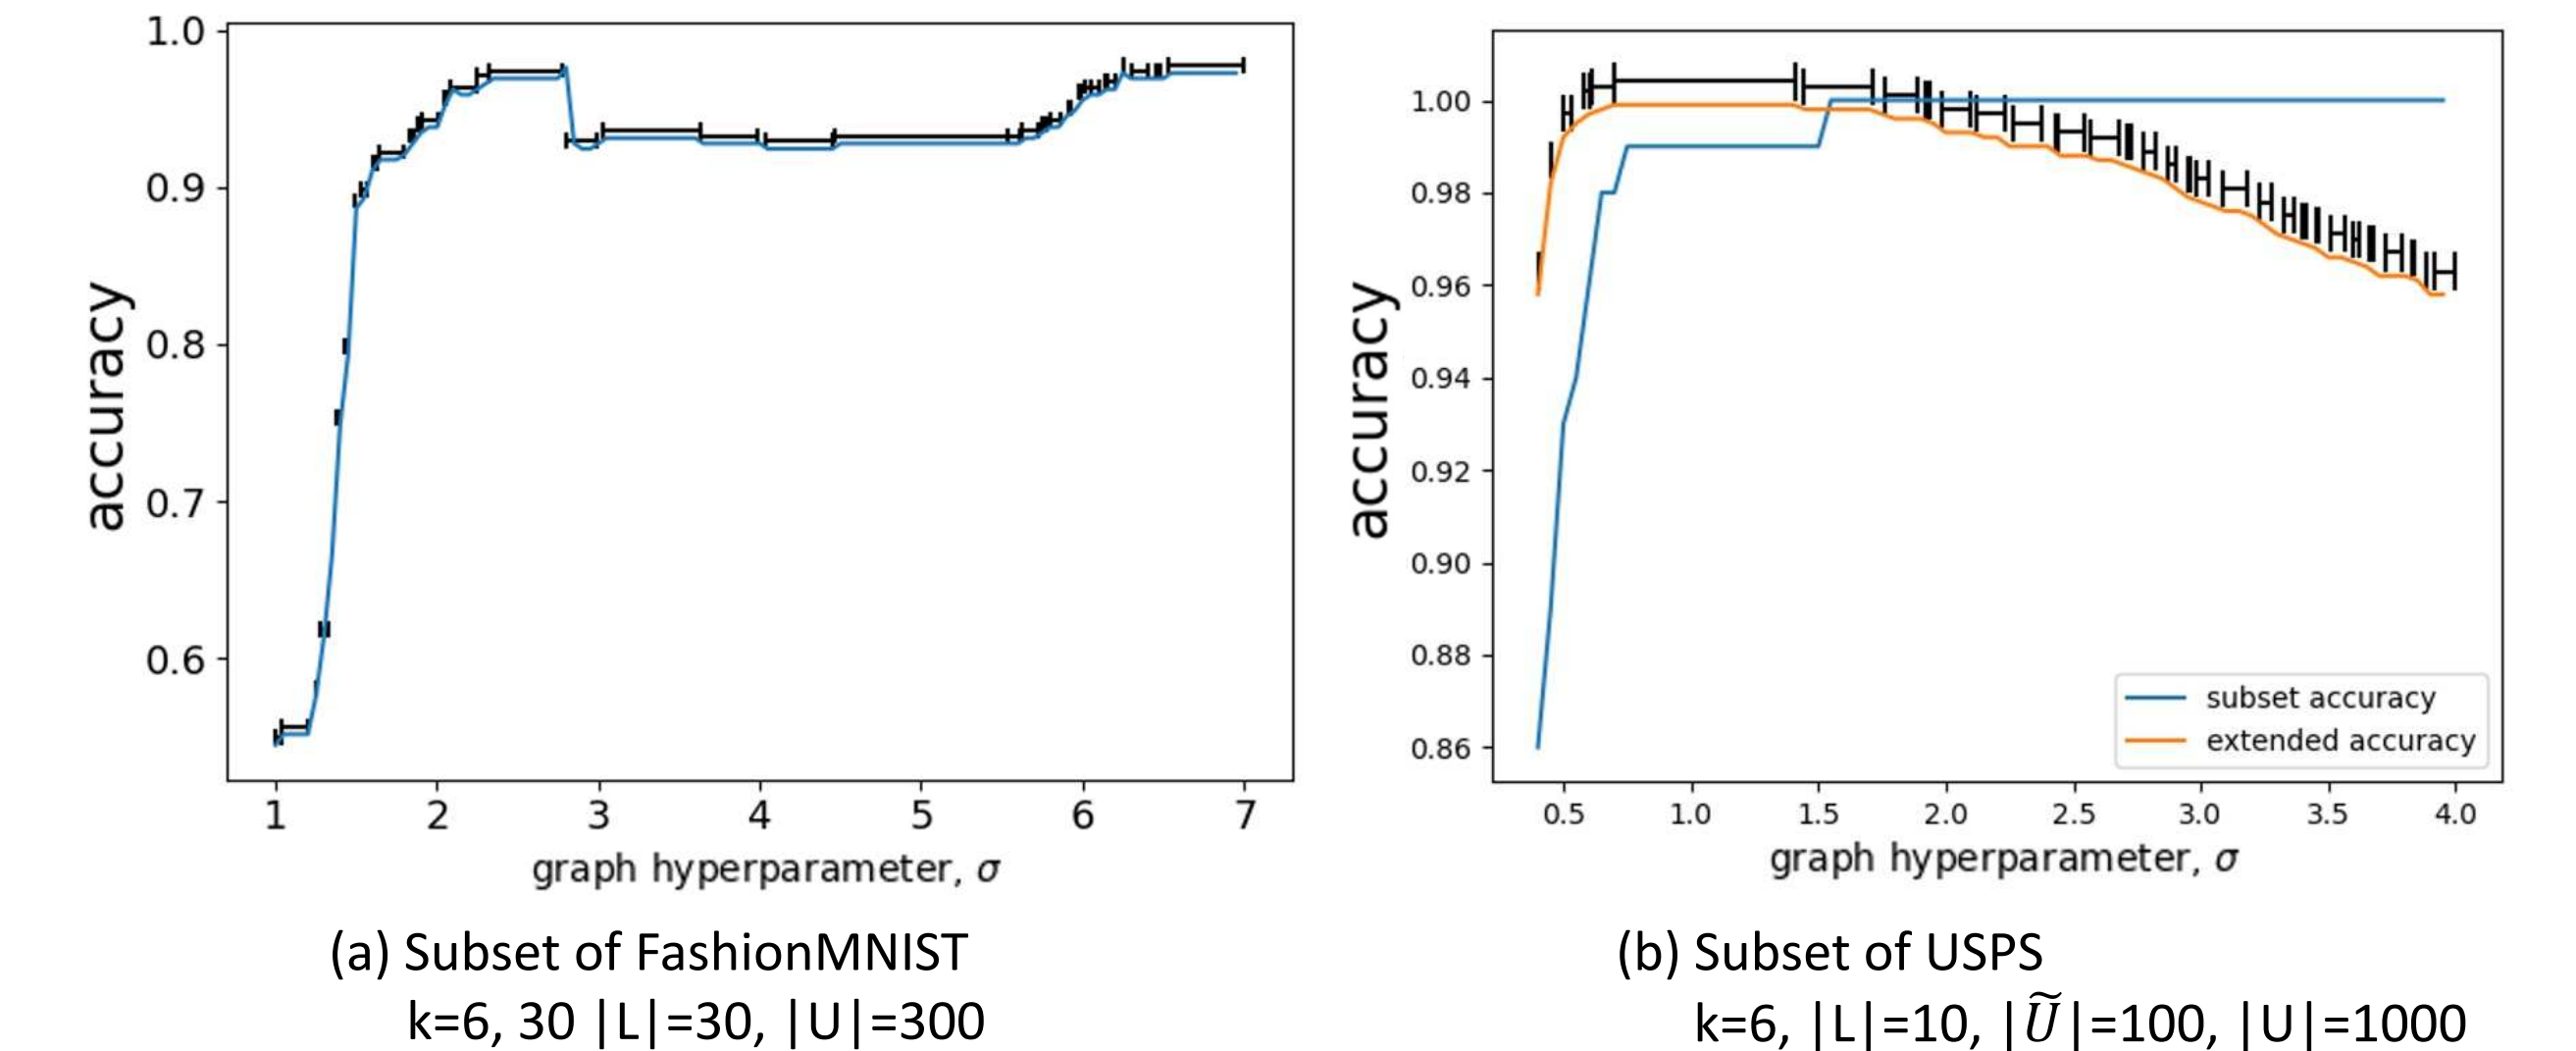 1.0
0.9
0.8
0.7
0.6
accuracy
1 2 3 4 5 6 7
graph hyperparameter, σ
(a) Subset of FashionMNIST
k=6, 30 |L|=30, |U|=300
1.00
0.98
0.96
0.94
0.92
0.90
0.88
0.86
accuracy
subset accuracy
extended accuracy
0.5 1.0 1.5 2.0 2.5 3.0 3.5 4.0
graph hyperparameter, σ
(b) Subset of USPS
k=6, |L|=10, |Ũ|=100, |U|=1000